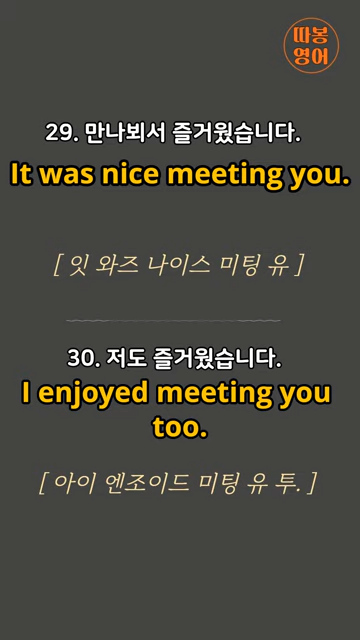 따봉
영어
29. 만나뵈서 즐거웠습니다.
It was nice meeting you.
[ 잇 와즈 나이스 미팅 유 ]
30. 저도 즐거웠습니다.
I enjoyed meeting you
too.
[ 아이 엔조이드 미팅 유 투. ]